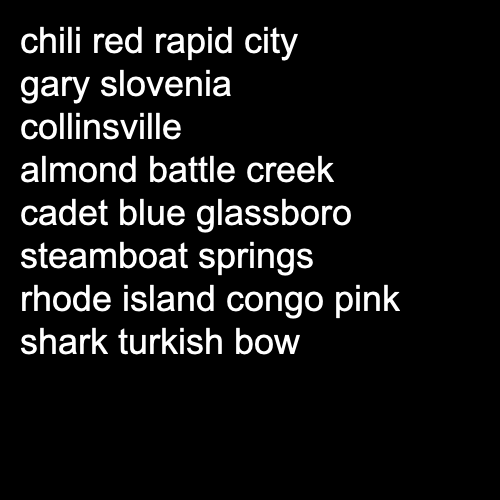 chili red rapid city
gary slovenia
collinsville
almond battle creek
cadet blue glassboro
steamboat springs
rhode island congo pink
shark turkish bow